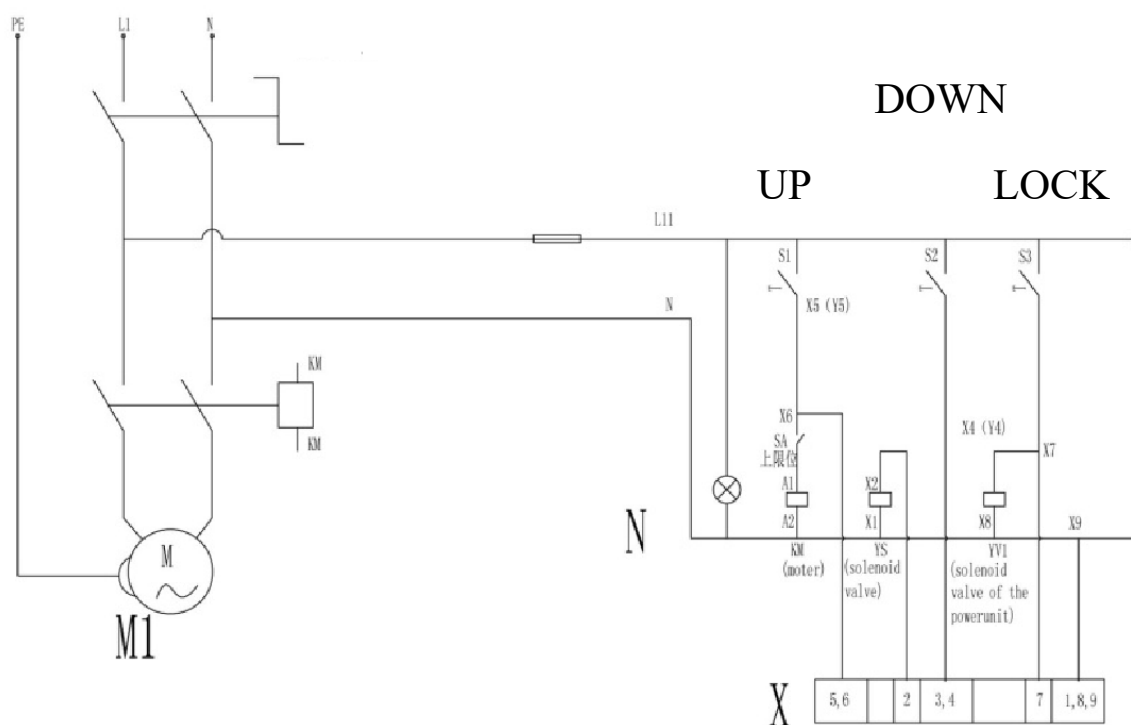 PE
L1
N
DOWN
UP
LOCK
L11
S1
S2
S3
X5 (Y5)
N
KM
KM
X6
SA
上限位
X4 (Y4)
X7
A1
X2
A2
X1
X8
X9
N
KM
(moter)
YS
(solenoid
valve)
YV1
(solenoid
valve of the
powerunit)
M
M1
X
5,6
2
3,4
7
1,8,9